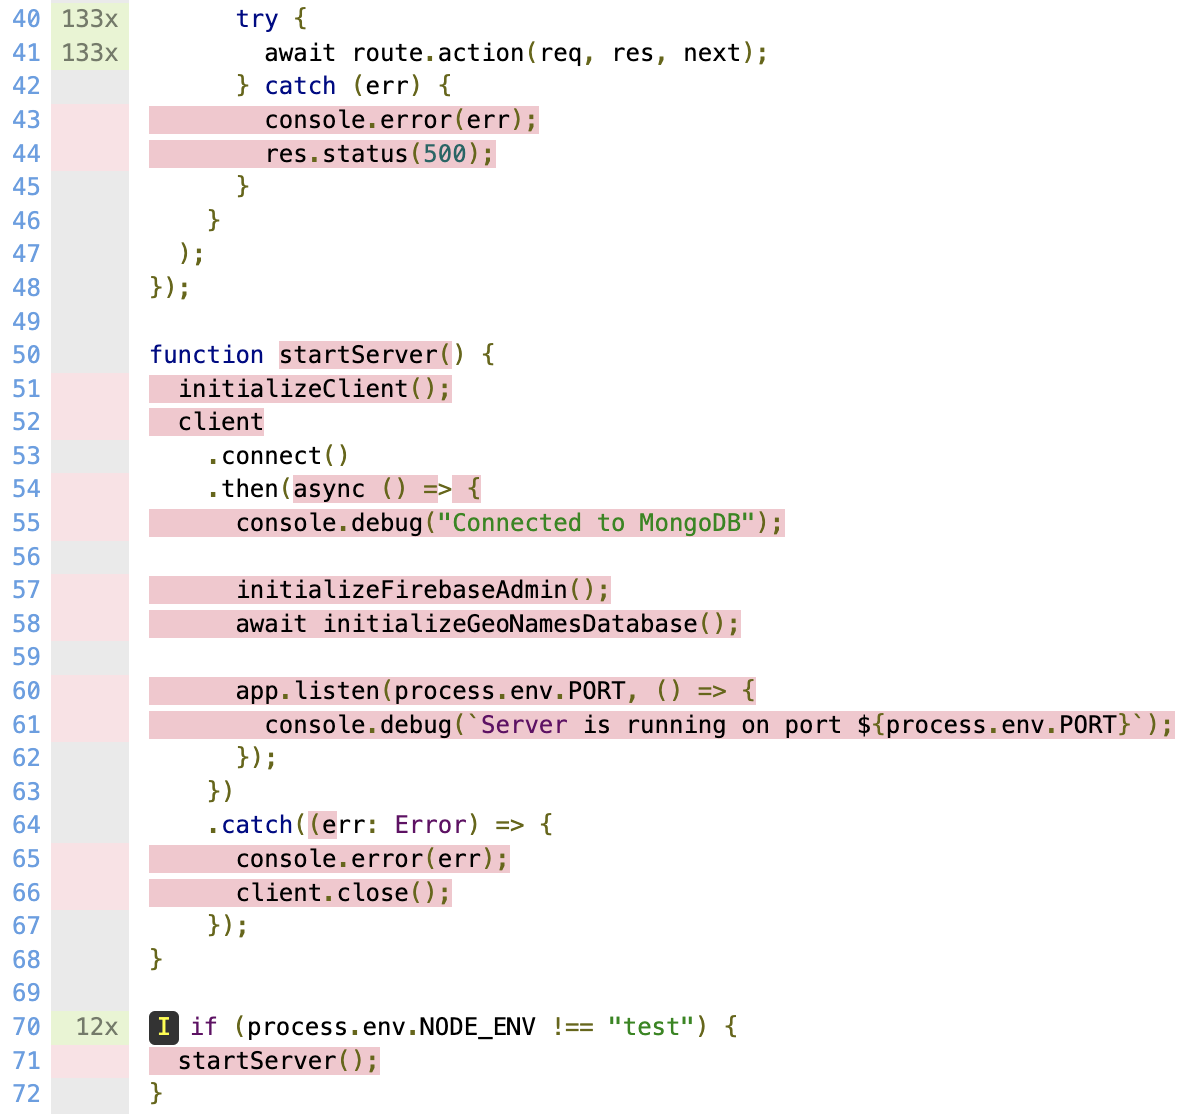 40 133x try {
41 133x await route.action(req, res, next);
42 } catch (err) {
43 console.error(err);
44 res.status(500);
45 }
46 }
47 );
48 });
49
50 function startServer() {
51 initializeClient();
52 client
53 .connect()
54 .then(async () => {
55 console.debug("Connected to MongoDB");
56
57 initializeFirebaseAdmin();
58 await initializeGeoNamesDatabase();
59
60 app.listen(process.env.PORT, () => {
61 console.debug(`Server is running on port ${process.env.PORT}`);
62 });
63 })
64 .catch((err: Error) => {
65 console.error(err);
66 client.close();
67 });
68 }
69
70 12x I if (process.env.NODE_ENV !== "test") {
71 startServer();
72 }